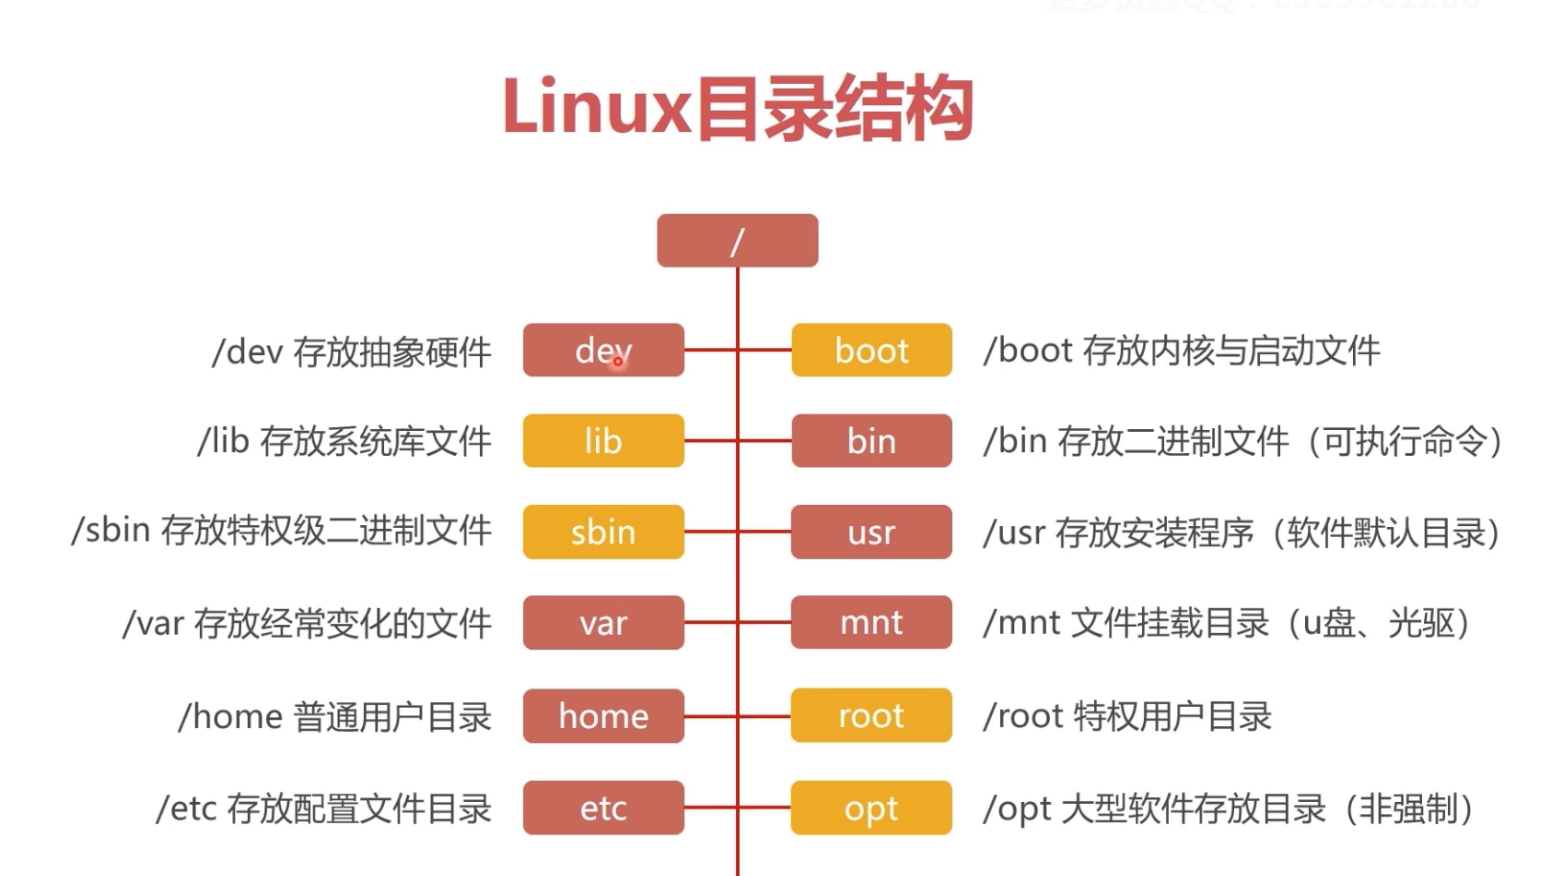 Linux目录结构
/
/dev 存放抽象硬件 dev boot /boot 存放内核与启动文件
/lib 存放系统库文件 lib bin /bin 存放二进制文件（可执行命令）
/sbin 存放特权级二进制文件 sbin usr /usr 存放安装程序（软件默认目录）
/var 存放经常变化的文件 var mnt /mnt 文件挂载目录（u盘、光驱）
/home 普通用户目录 home root /root 特权用户目录
/etc 存放配置文件目录 etc opt /opt 大型软件存放目录（非强制）